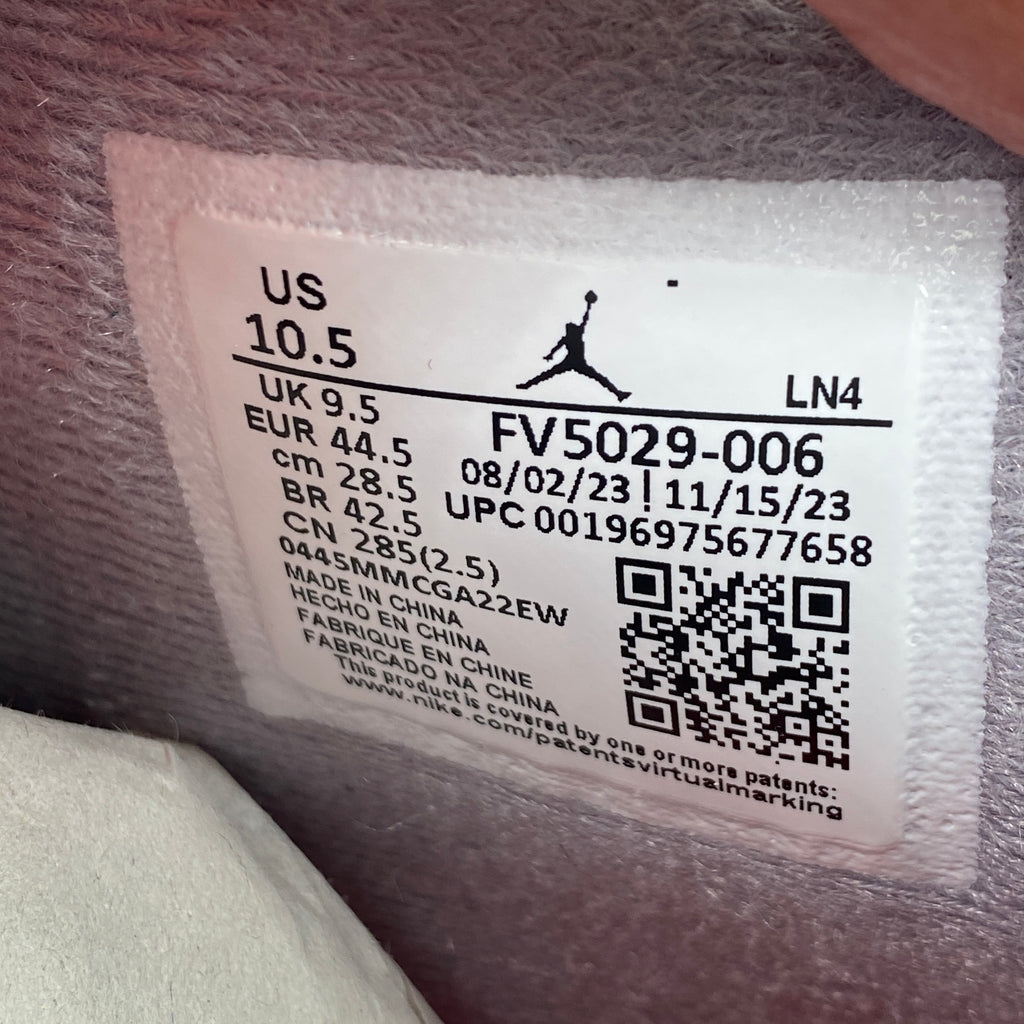 US
10.5
LN4
UK 9.5
EUR 44.5
cm 28.5
BR 42.5
CN 285(2.5)
FV5029-006
08/02/23 ¦ 11/15/23
UPC 00196975677658
0445MMCGA22EW
MADE IN CHINA
HECHO EN CHINA
FABRIQUE EN CHINE
FABRICADO NA CHINA
This product is covered by one or more patents:
www.nike.com/patentsvirtualmarking